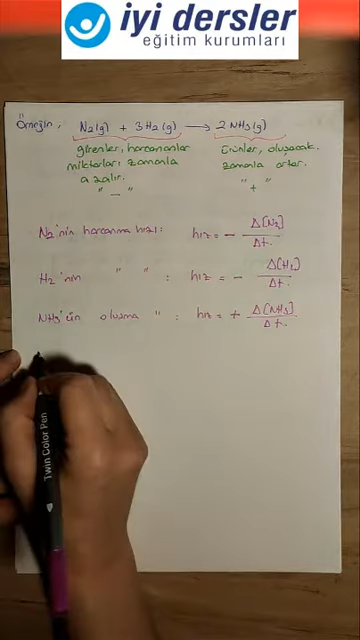 iyi dersler
eğitim kurumları
Örneğin: N₂(g) + 3H₂(g) → 2NH₃(g)
girenler, harcananlar
miktarları zamanla
azalır.
" - "
Ürünler, oluşacak.
zamanla artar.
" + "
N₂'nin harcanma hızı: hız = - Δ[N₂] / Δt.
H₂'nin " " : hız = - Δ[H₂] / Δt.
NH₃'ün oluşma " : hız = + Δ[NH₃] / Δt.
Twin Color Pen